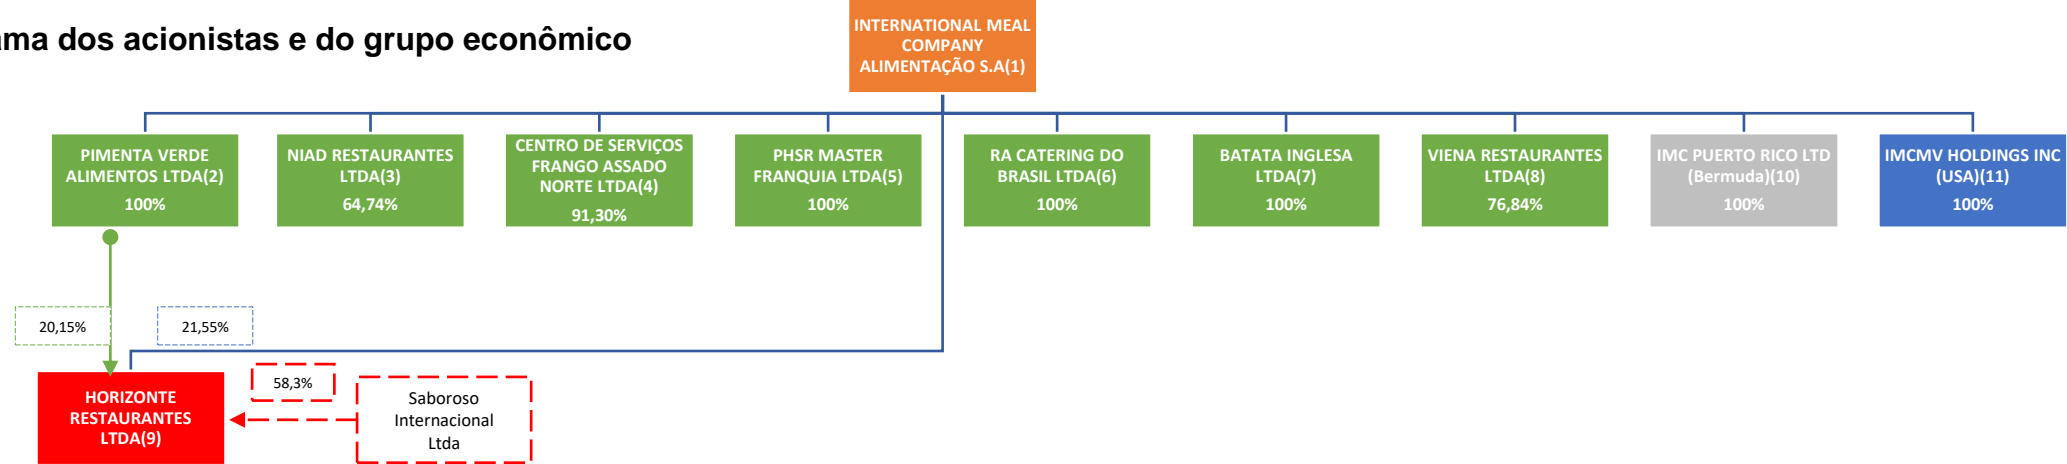 ama dos acionistas e do grupo econômico
INTERNATIONAL MEAL
COMPANY
ALIMENTAÇÃO S.A(1)
PIMENTA VERDE
ALIMENTOS LTDA(2)
100%
NIAD RESTAURANTES
LTDA(3)
64,74%
CENTRO DE SERVIÇOS
FRANGO ASSADO
NORTE LTDA(4)
91,30%
PHSR MASTER
FRANQUIA LTDA(5)
100%
RA CATERING DO
BRASIL LTDA(6)
100%
BATATA INGLESA
LTDA(7)
100%
VIENA RESTAURANTES
LTDA(8)
76,84%
IMC PUERTO RICO LTD
(Bermuda)(10)
100%
IMCMV HOLDINGS INC
(USA)(11)
100%
20,15%
21,55%
HORIZONTE
RESTAURANTES
LTDA(9)
58,3%
Saboroso
Internacional
Ltda